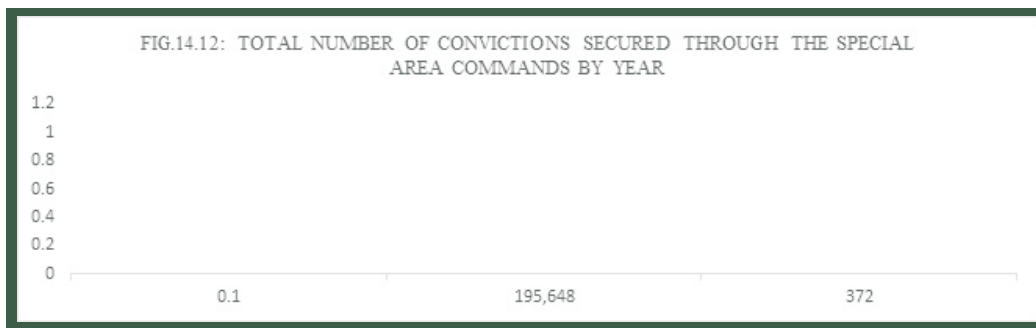 FIG.14.12: TOTAL NUMBER OF CONVICTIONS SECURED THROUGH THE SPECIAL
AREA COMMANDS BY YEAR
1.2
1
0.8
0.6
0.4
0.2
0
0.1 195,648 372